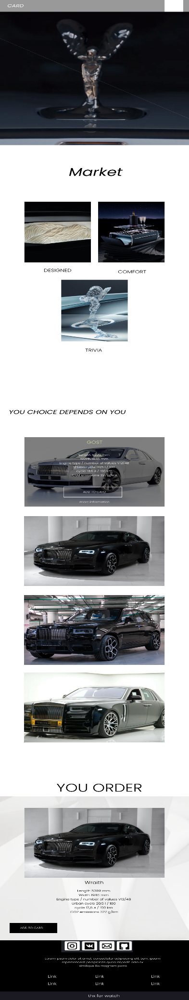 CARD
Market
DESIGNED
COMFORT
TRIVIA
YOU CHOICE DEPENDS ON YOU
GOST
Length 5399 mm
Width 1948 mm
Engine type / number of values V12/48
Urban cycle 20,5 l / 100
cycle 13,6 л / 100 km
CO2 emissions 327 g/km
ADD TO CARD
more information
YOU ORDER
Wraith
Length 5399 mm
Width 1948 mm
Engine type / number of values V12/48
Urban cycle 20,5 l / 100
cycle 13,6 л / 100 km
CO2 emissions 327 g/km
ADD TO CARD
Lorem ipsum dolor sit amet, consectetur adipisicing elit. Eum, ipsam
reprehenderit perspiciatis quasi impedit odio ex
similique illo magnam porro
Link Link Link
Link Link Link
thx for watch